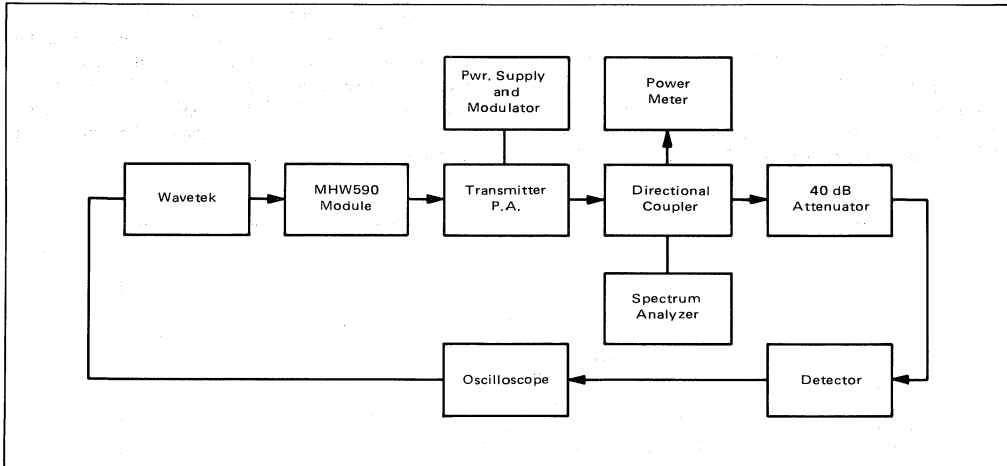 Pwr. Supply
and
Modulator
Power
Meter
Wavetek
MHW590
Module
Transmitter
P.A.
Directional
Coupler
40 dB
Attenuator
Spectrum
Analyzer
Oscilloscope
Detector